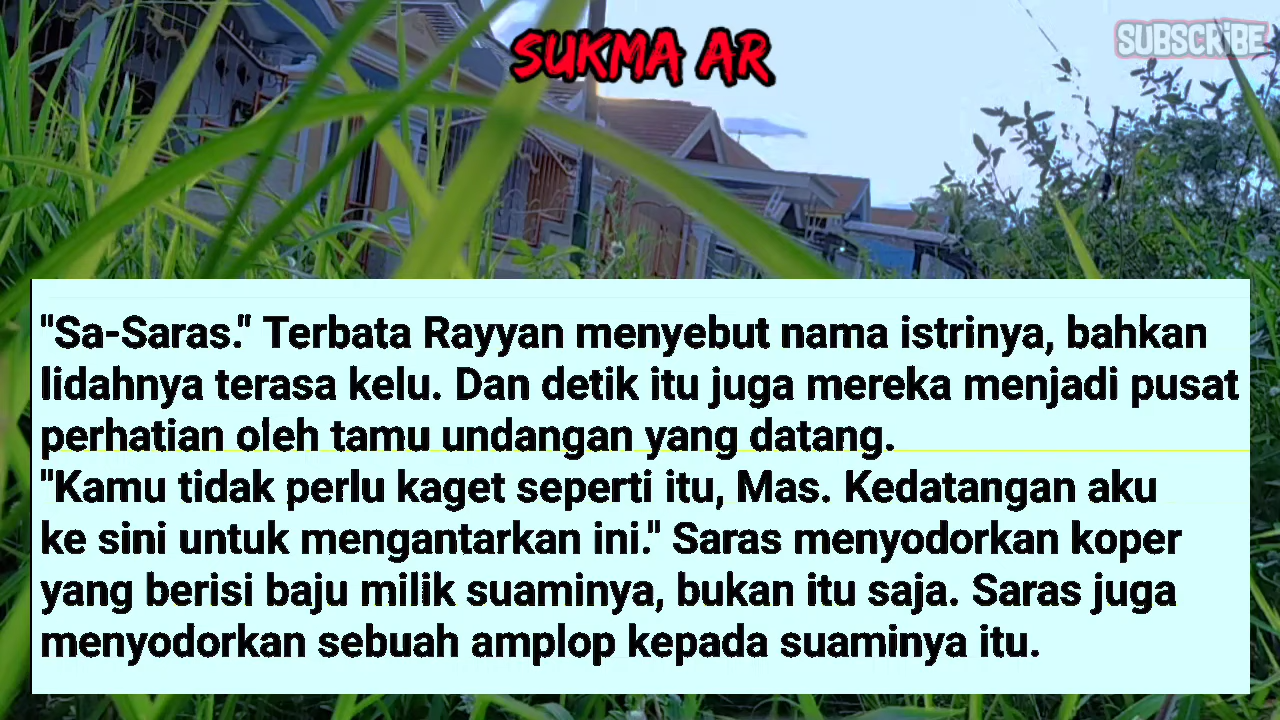 SUKMA AR
SUBSCRIBE
"Sa-Saras." Terbata Rayyan menyebut nama istrinya, bahkan
lidahnya terasa kelu. Dan detik itu juga mereka menjadi pusat
perhatian oleh tamu undangan yang datang.
"Kamu tidak perlu kaget seperti itu, Mas. Kedatangan aku
ke sini untuk mengantarkan ini." Saras menyodorkan koper
yang berisi baju milik suaminya, bukan itu saja. Saras juga
menyodorkan sebuah amplop kepada suaminya itu.